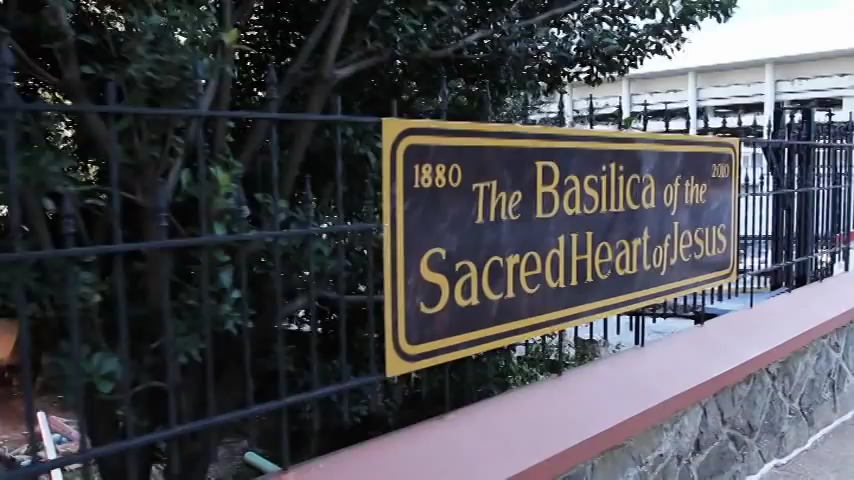 1880 2010
The Basilica of the
Sacred Heart of Jesus